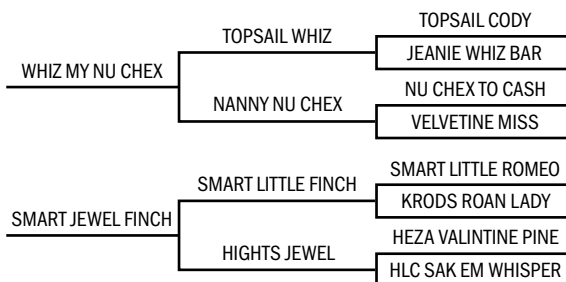 TOPSAIL CODY
TOPSAIL WHIZ
JEANIE WHIZ BAR
WHIZ MY NU CHEX
NU CHEX TO CASH
NANNY NU CHEX
VELVETINE MISS
SMART LITTLE ROMEO
SMART LITTLE FINCH
KRODS ROAN LADY
SMART JEWEL FINCH
HEZA VALINTINE PINE
HIGHTS JEWEL
HLC SAK EM WHISPER